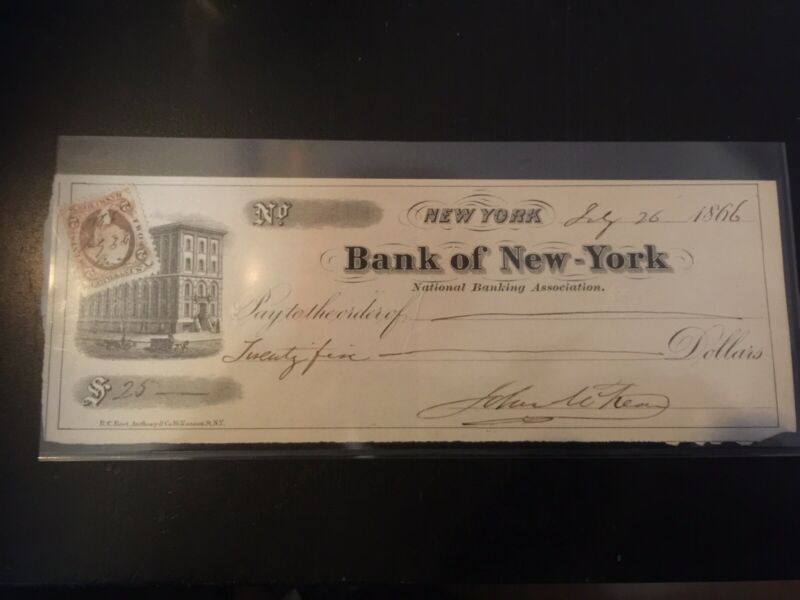 No.
NEW YORK July 26 1866
Bank of New-York
National Banking Association.
Pay to the order of
Twenty five Dollars
$ 25
John